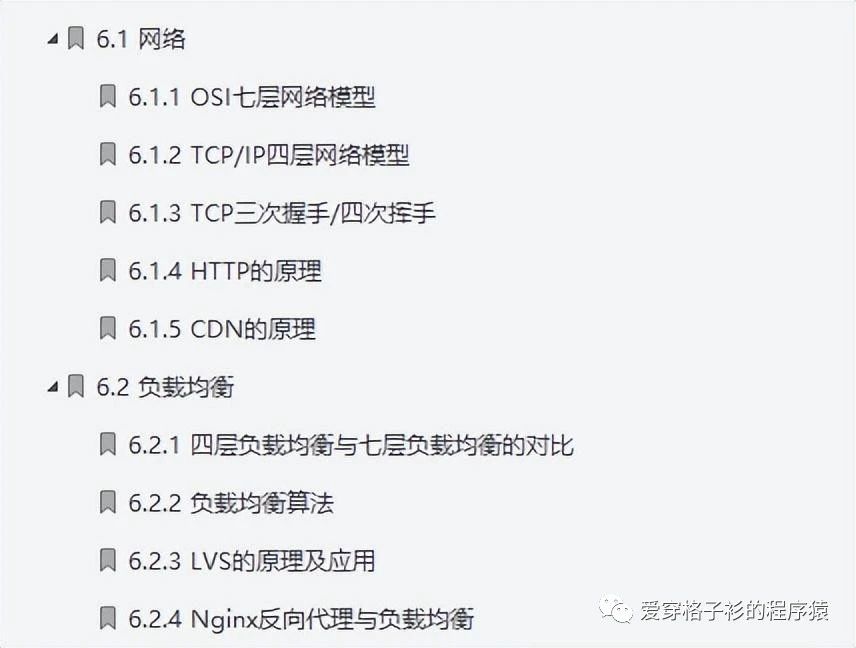 6.1 网络
6.1.1 OSI七层网络模型
6.1.2 TCP/IP四层网络模型
6.1.3 TCP三次握手/四次挥手
6.1.4 HTTP的原理
6.1.5 CDN的原理
6.2 负载均衡
6.2.1 四层负载均衡与七层负载均衡的对比
6.2.2 负载均衡算法
6.2.3 LVS的原理及应用
6.2.4 Nginx反向代理与负载均衡
爱穿格子衫的程序猿